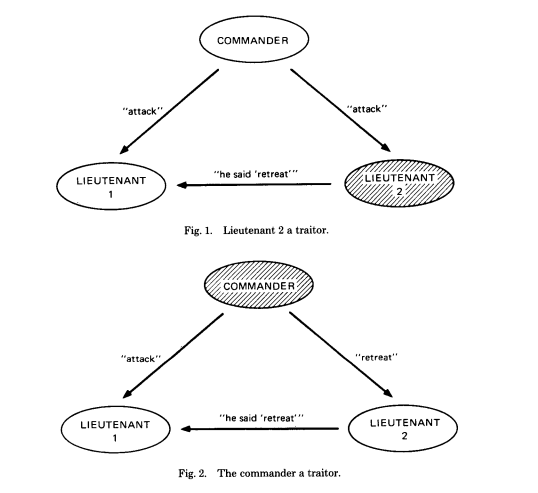 COMMANDER
"attack"
"attack"
"he said 'retreat'"
LIEUTENANT
1
LIEUTENANT
2
Fig. 1. Lieutenant 2 a traitor.
COMMANDER
"attack"
"retreat"
"he said 'retreat'"
LIEUTENANT
1
LIEUTENANT
2
Fig. 2. The commander a traitor.